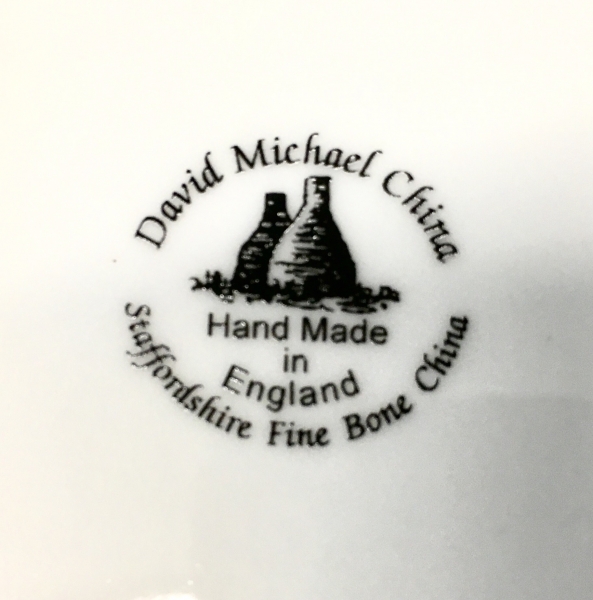 David Michael China
Hand Made
in
England
Staffordshire Fine Bone China